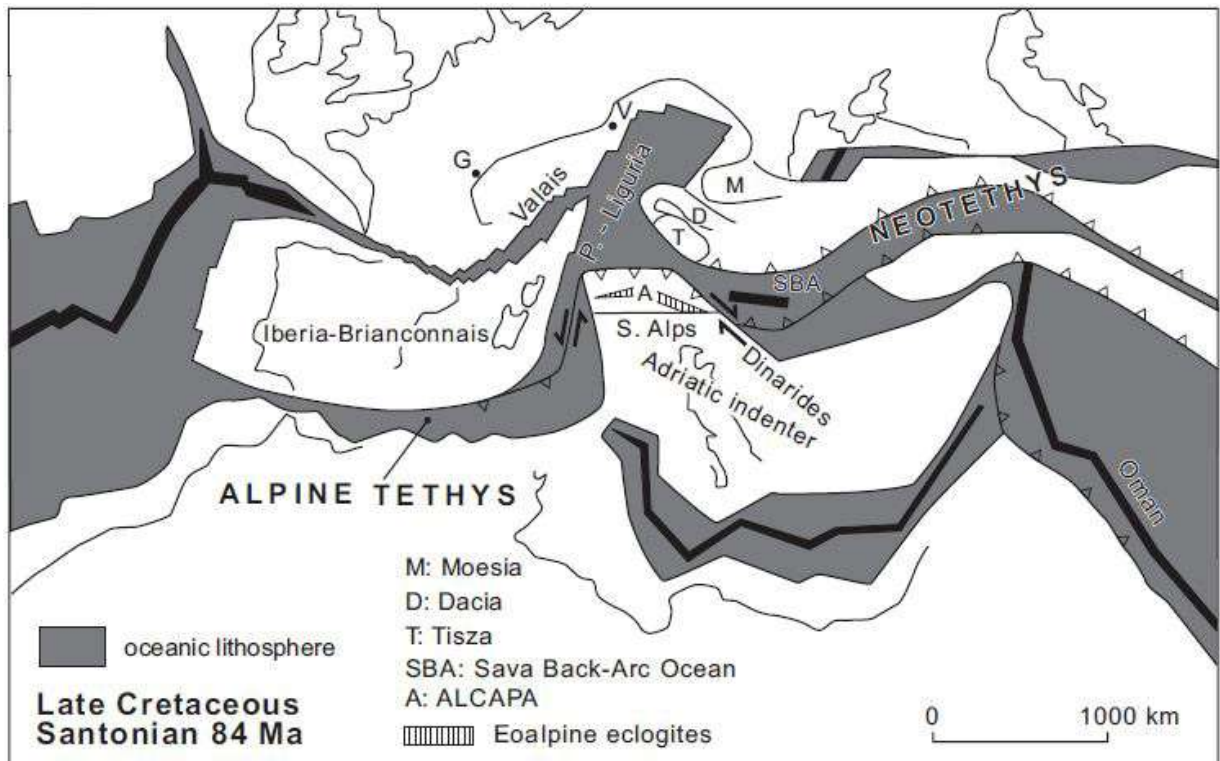 V
G
Valais
P. - Liguria
M
D
T
NEOTETHYS
SBA
A
Iberia-Brianconnais
S. Alps
Dinarides
Adriatic indenter
Oman
ALPINE TETHYS
M: Moesia
D: Dacia
T: Tisza
SBA: Sava Back-Arc Ocean
A: ALCAPA
Eoalpine eclogites
oceanic lithosphere
Late Cretaceous
Santonian 84 Ma
0 1000 km